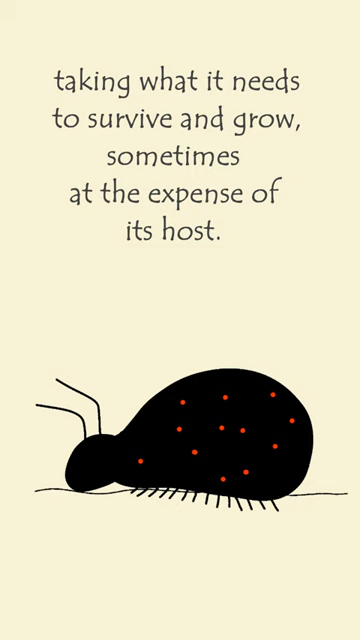 taking what it needs
to survive and grow,
sometimes
at the expense of
its host.